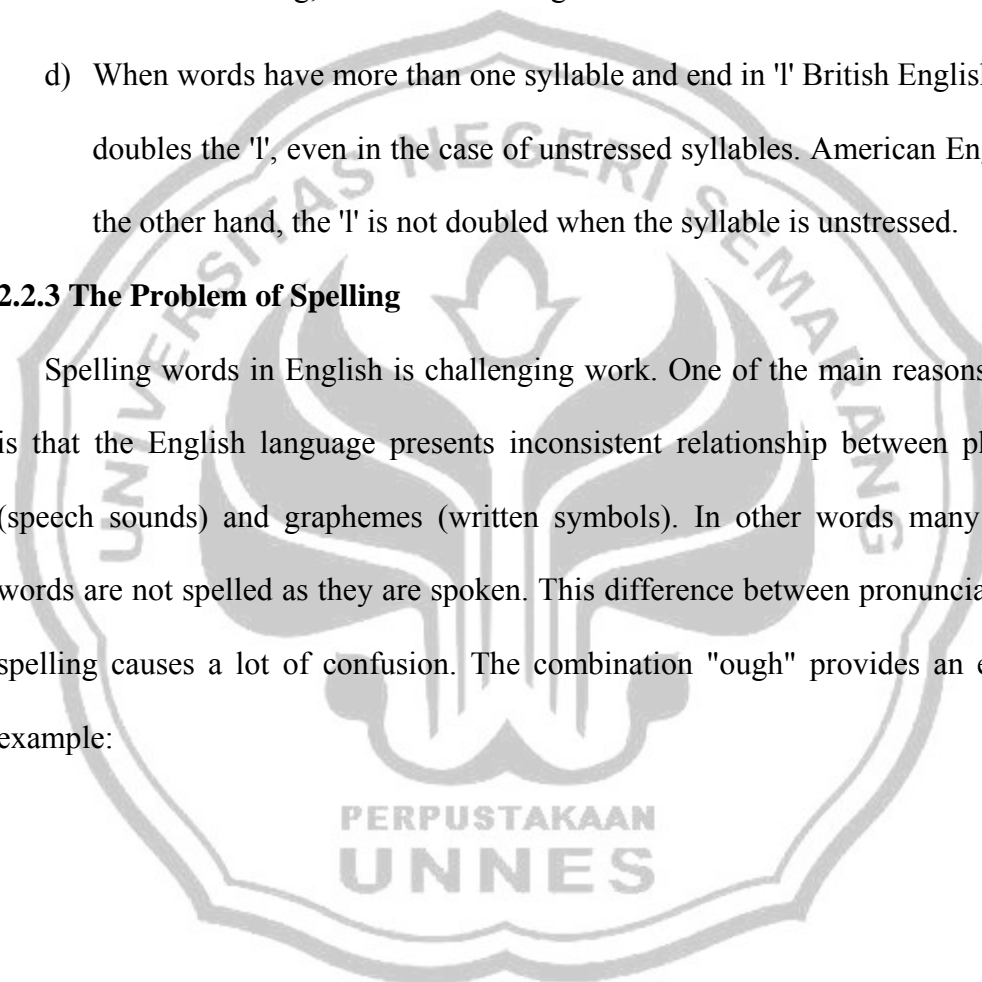 d) When words have more than one syllable and end in 'l' British English
doubles the 'l', even in the case of unstressed syllables. American
the other hand, the 'l' is not doubled when the syllable is unstressed.
2.2.3 The Problem of Spelling
Spelling words in English is challenging work. One of the main reasons
is that the English language presents inconsistent relationship between
(speech sounds) and graphemes (written symbols). In other words many
words are not spelled as they are spoken. This difference between
spelling causes a lot of confusion. The combination "ough" provides an
example:
UNIVERSITAS NEGERI SEMARANG
PERPUSTAKAAN
UNNES